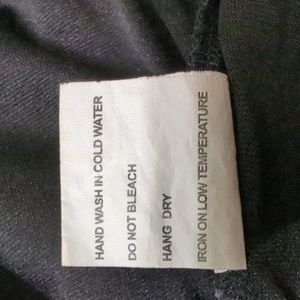 HAND WASH IN COLD WATER
DO NOT BLEACH
HANG DRY
IRON ON LOW TEMPERATURE